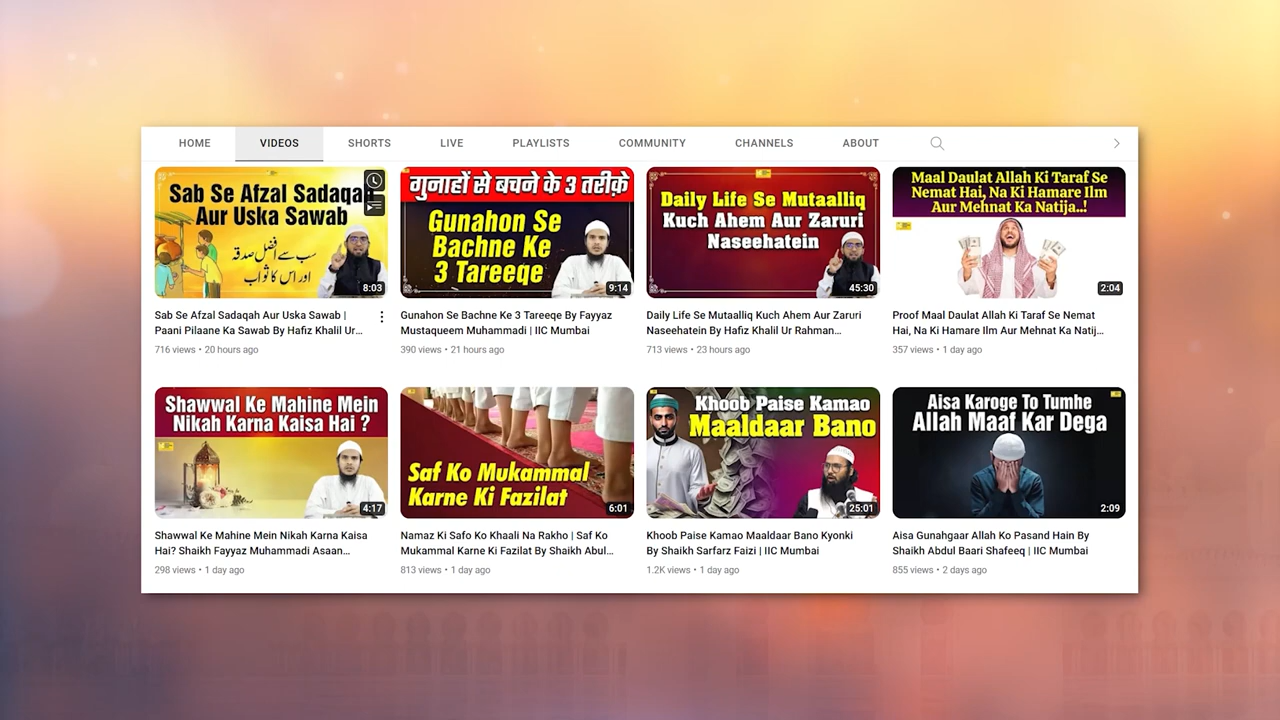 HOME VIDEOS SHORTS LIVE PLAYLISTS COMMUNITY CHANNELS ABOUT
Sab Se Afzal Sadaqah
Aur Uska Sawab
سب سے افضل صدقہ
اور اس کا ثواب
8:03
Sab Se Afzal Sadaqah Aur Uska Sawab |
Paani Pilaane Ka Sawab By Hafiz Khalil Ur...
716 views • 20 hours ago
गुनाहों से बचने के 3 तरीक़े
Gunahon Se
Bachne Ke
3 Tareeqe
9:14
Gunahon Se Bachne Ke 3 Tareeqe By Fayyaz
Mustaqueem Muhammadi | IIC Mumbai
390 views • 21 hours ago
Daily Life Se Mutaalliq
Kuch Ahem Aur Zaruri
Naseehatein
45:30
Daily Life Se Mutaalliq Kuch Ahem Aur Zaruri
Naseehatein By Hafiz Khalil Ur Rahman...
713 views • 23 hours ago
Maal Daulat Allah Ki Taraf Se
Nemat Hai, Na Ki Hamare Ilm
Aur Mehnat Ka Natija..!
2:04
Proof Maal Daulat Allah Ki Taraf Se Nemat
Hai, Na Ki Hamare Ilm Aur Mehnat Ka Natij...
357 views • 1 day ago
Shawwal Ke Mahine Mein
Nikah Karna Kaisa Hai ?
4:17
Shawwal Ke Mahine Mein Nikah Karna Kaisa
Hai? Shaikh Fayyaz Muhammadi Asaan...
298 views • 1 day ago
Saf Ko Mukammal
Karne Ki Fazilat
6:01
Namaz Ki Safo Ko Khaali Na Rakho | Saf Ko
Mukammal Karne Ki Fazilat By Shaikh Abul...
813 views • 1 day ago
Khoob Paise Kamao
Maaldaar Bano
25:01
Khoob Paise Kamao Maaldaar Bano Kyonki
By Shaikh Sarfarz Faizi | IIC Mumbai
1.2K views • 1 day ago
Aisa Karoge To Tumhe
Allah Maaf Kar Dega
2:09
Aisa Gunahgaar Allah Ko Pasand Hain By
Shaikh Abdul Baari Shafeeq | IIC Mumbai
855 views • 2 days ago